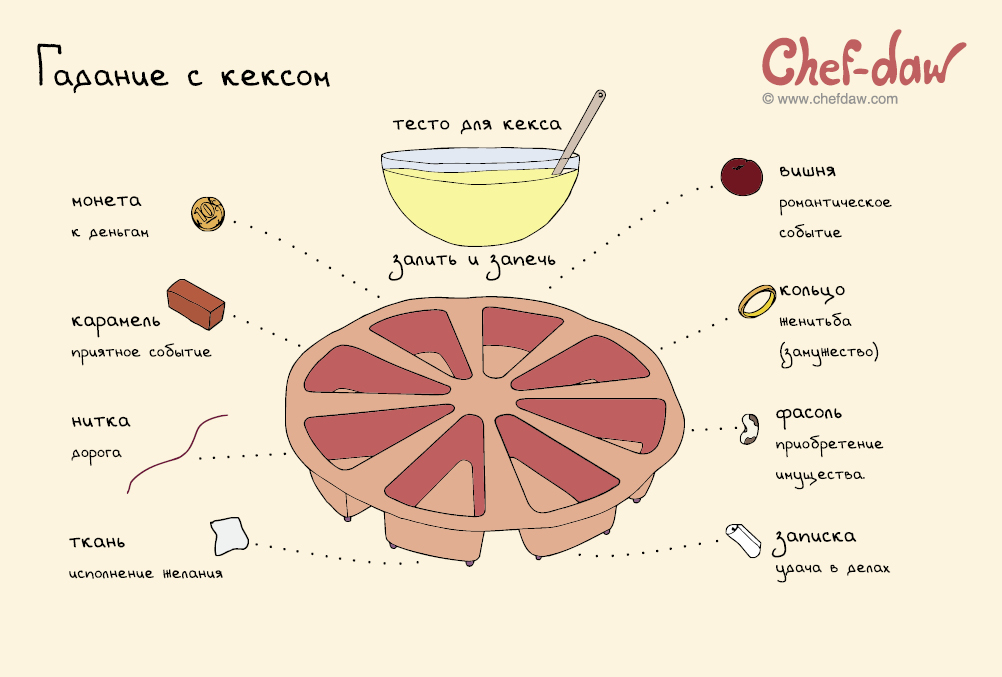 Гадание с кексом
Chef-daw
© www.chefdaw.com
тесто для кекса
залить и запечь
монета
к деньгам
карамель
приятное событие
нитка
дорога
ткань
исполнение желания
10
вишня
романтическое
событие
кольцо
женитьба
(замужество)
фасоль
приобретение
имущества.
записка
удача в делах